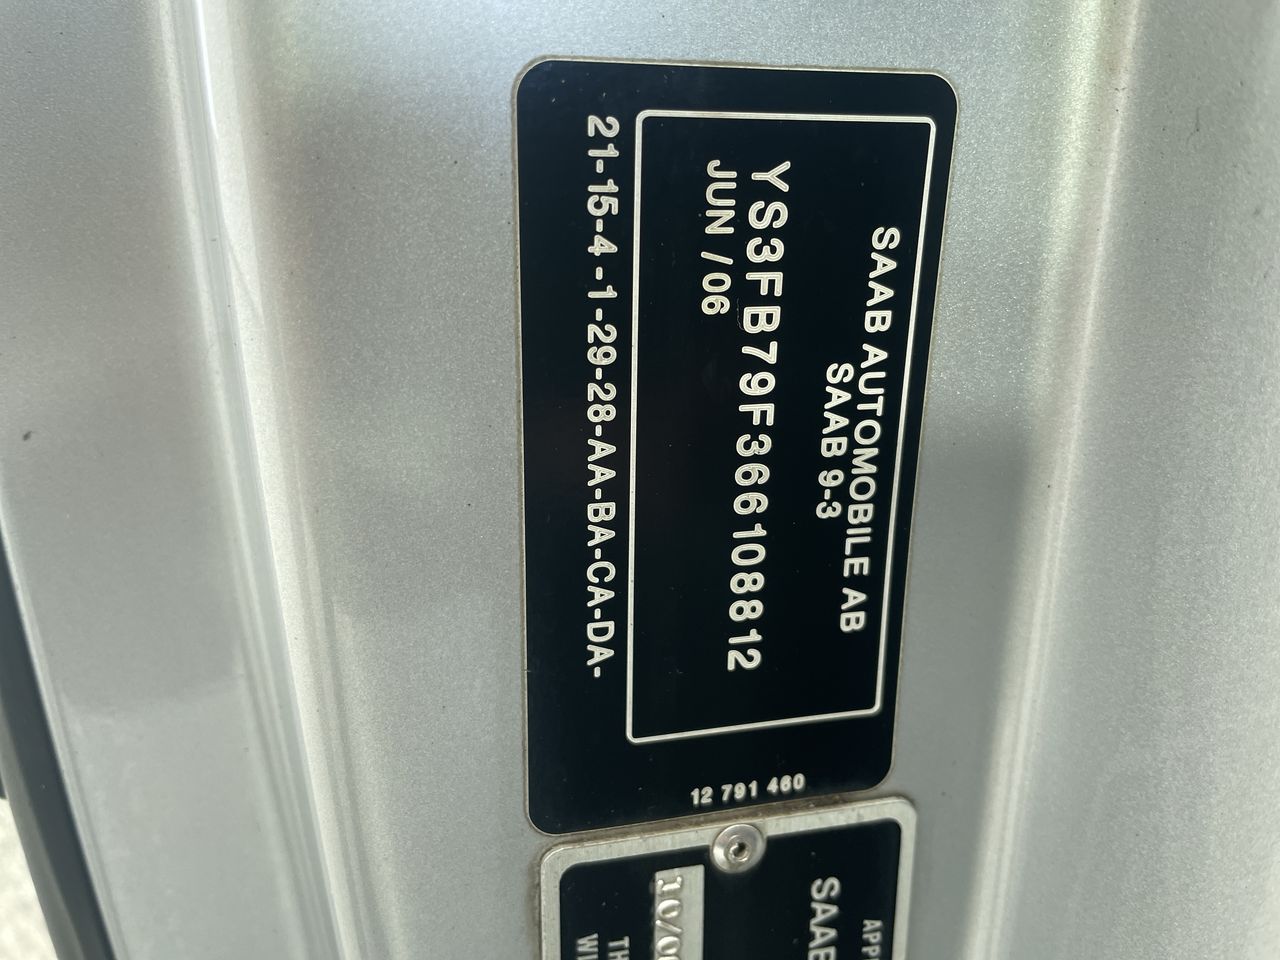 SAAB AUTOMOBILE AB
SAAB 9-3
YS3FB79F366108812
JUN /06
21-15-4-1-29-28-AA-BA-CA-DA-
12 791 460
SAAB